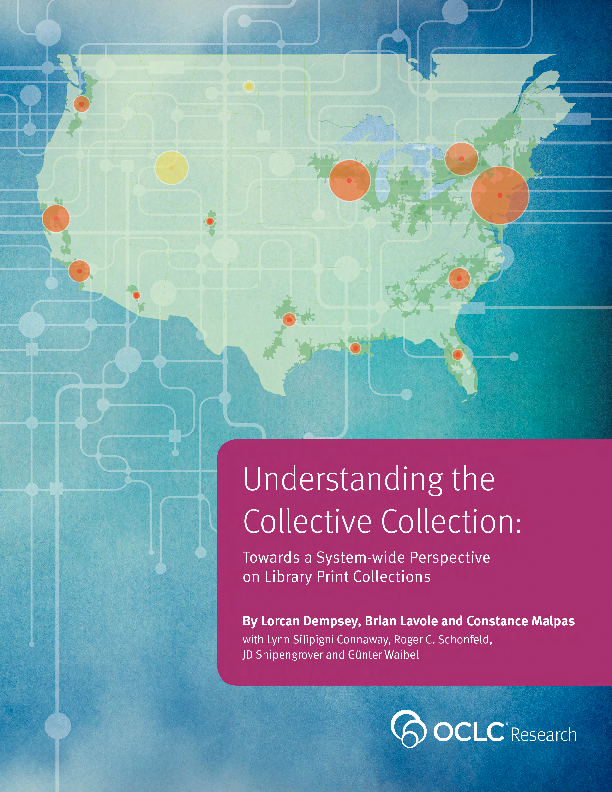 Understanding the
Collective Collection:
Towards a System-wide Perspective
on Library Print Collections
By Lorcan Dempsey, Brian Lavoie and Constance Malpas
with Lynn Silipigni Connaway, Roger C. Schonfeld,
JD Shipengrover and Günter Waibel
OCLC® Research